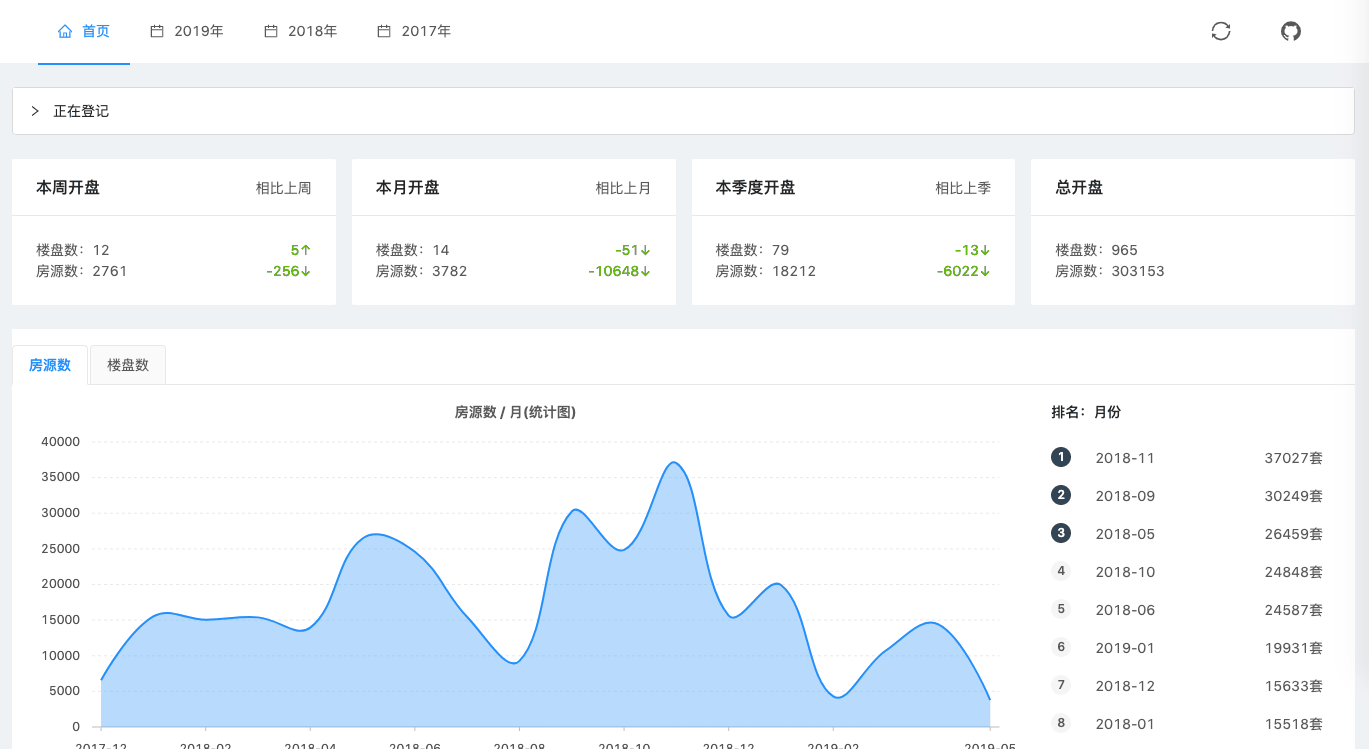 首页 2019年 2018年 2017年
正在登记
本周开盘 相比上周
楼盘数：12 5↑
房源数：2761 -256↓
本月开盘 相比上月
楼盘数：14 -51↓
房源数：3782 -10648↓
本季度开盘 相比上季
楼盘数：79 -13↓
房源数：18212 -6022↓
总开盘
楼盘数：965
房源数：303153
房源数 楼盘数
房源数 / 月(统计图)
40000
35000
30000
25000
20000
15000
10000
5000
0
2017-12 2018-02 2018-04 2018-06 2018-08 2018-10 2018-12 2019-02 2019-05
排名：月份
1 2018-11 37027套
2 2018-09 30249套
3 2018-05 26459套
4 2018-10 24848套
5 2018-06 24587套
6 2019-01 19931套
7 2018-12 15633套
8 2018-01 15518套